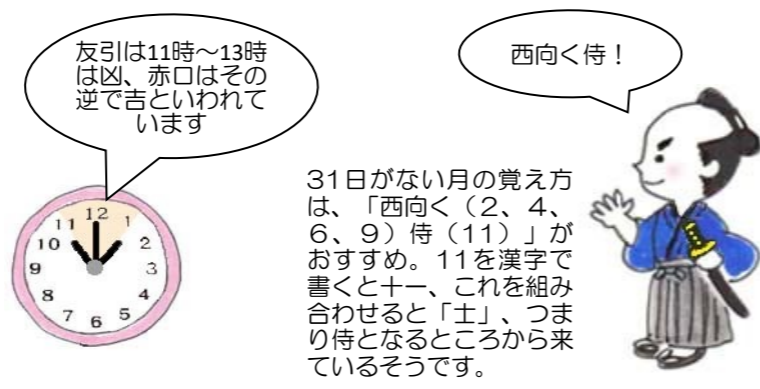 友引は11時～13時
は凶、赤口はその
逆で吉といわれて
います
西向く侍！
12
1
2
3
4
5
6
7
8
9
10
11
31日がない月の覚え方
は、「西向く（2、4、
6、9）侍（11）」が
おすすめ。11を漢字で
書くと十一、これを組み
合わせると「士」、つま
り侍となるところから来
ているそうです。